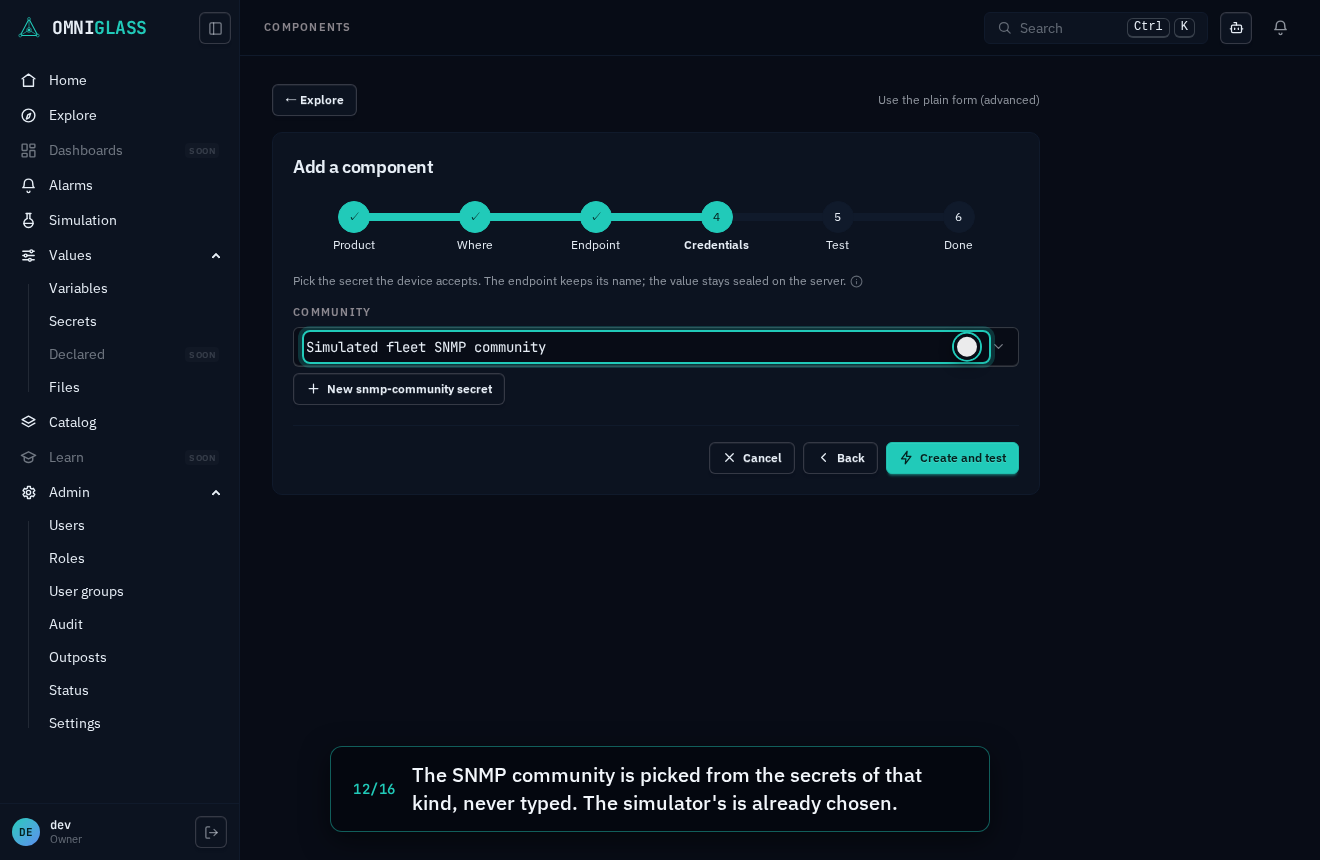 OMNIGLASS
COMPONENTS
Search
Ctrl K
Home
Explore
Dashboards SOON
Alarms
Simulation
Values
Variables
Secrets
Declared SOON
Files
Catalog
Learn SOON
Admin
Users
Roles
User groups
Audit
Outposts
Status
Settings
DE
dev
Owner
← Explore
Use the plain form (advanced)
Add a component
✓ ✓ ✓ 4 5 6
Product Where Endpoint Credentials Test Done
Pick the secret the device accepts. The endpoint keeps its name; the value stays sealed on the server.
COMMUNITY
Simulated fleet SNMP community
New snmp-community secret
Cancel
Back
Create and test
12/16
The SNMP community is picked from the secrets of that
kind, never typed. The simulator's is already chosen.